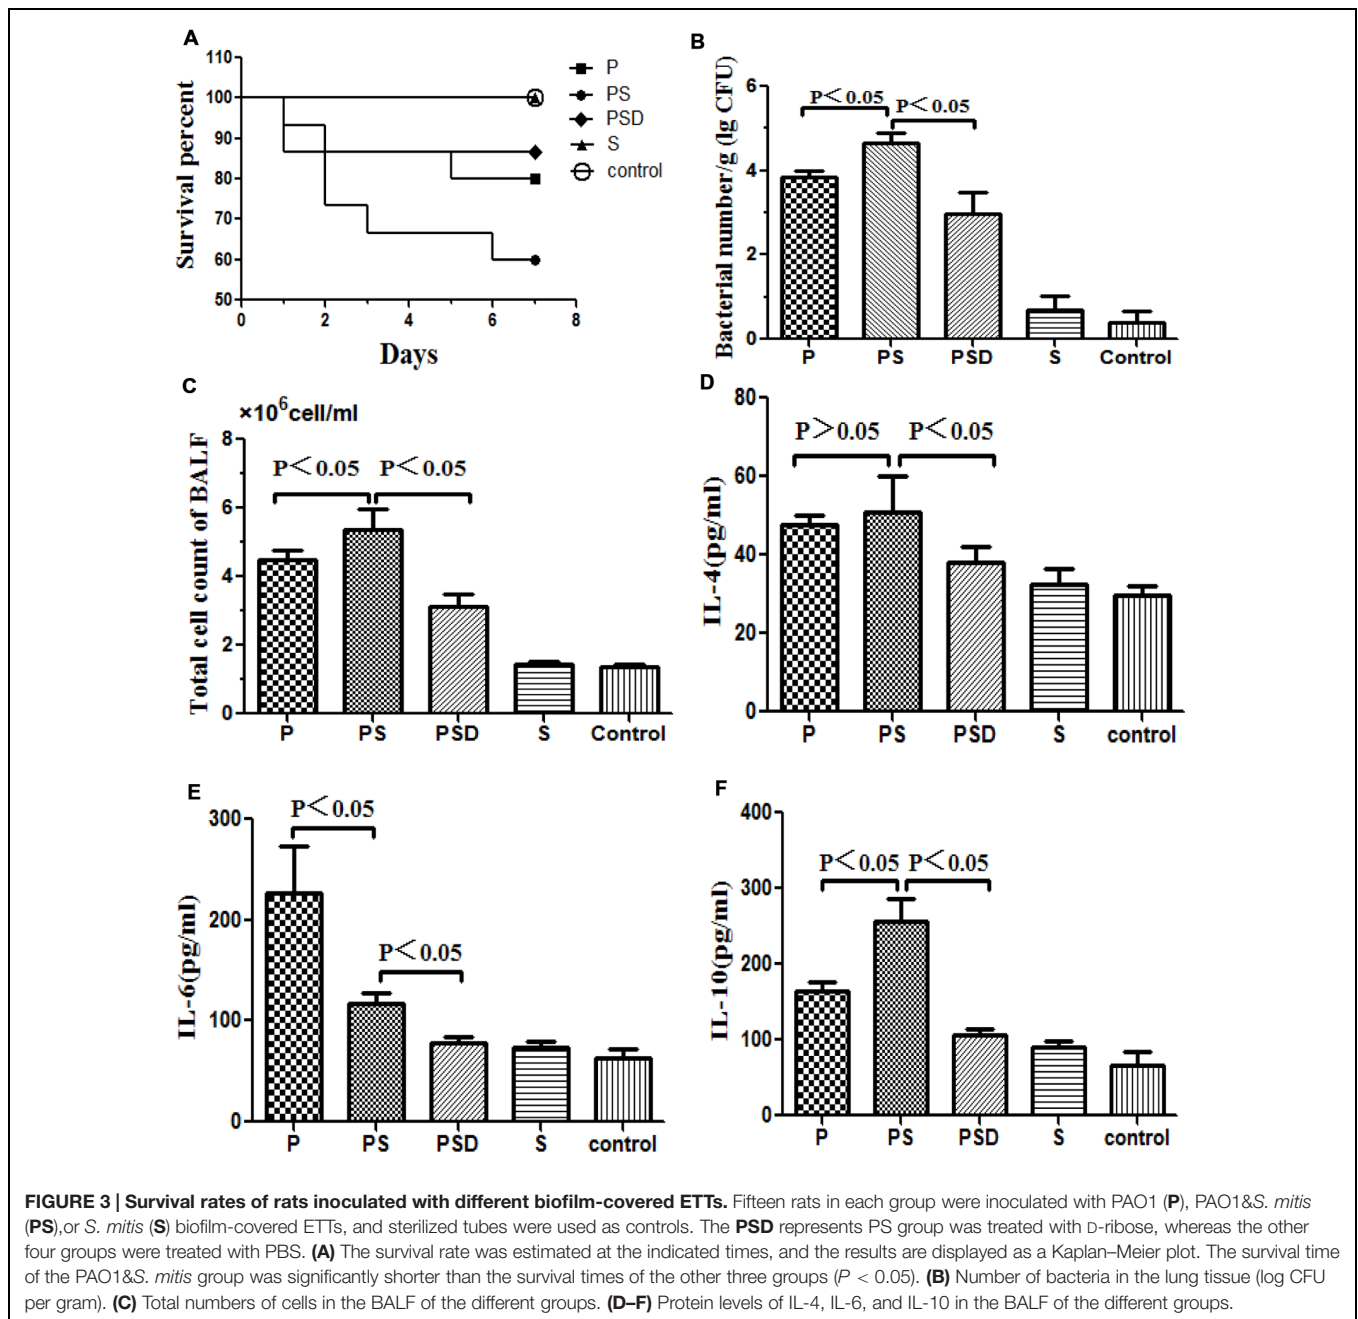 A
110
100
90
80
70
60
50
Survival percent
0 2 4 6 8
Days
P
PS
PSD
S
control
B
P<0.05 P<0.05
6
4
2
0
Bacterial number/g (lg CFU)
P PS PSD S Control
C
×10⁶cell/ml
8
6
4
2
0
Total cell count of BALF
P<0.05 P<0.05
P PS PSD S Control
D
80
60
40
20
0
IL-4(pg/ml)
P>0.05 P<0.05
P PS PSD S control
E
300
200
100
0
IL-6(pg/ml)
P<0.05
P<0.05
P PS PSD S control
F
400
300
200
100
0
IL-10(pg/ml)
P<0.05 P<0.05
P PS PSD S control
FIGURE 3 | Survival rates of rats inoculated with different biofilm-covered ETTs. Fifteen rats in each group were inoculated with PAO1 (P), PAO1&S. mitis
(PS),or S. mitis (S) biofilm-covered ETTs, and sterilized tubes were used as controls. The PSD represents PS group was treated with D-ribose, whereas the other
four groups were treated with PBS. (A) The survival rate was estimated at the indicated times, and the results are displayed as a Kaplan–Meier plot. The survival time
of the PAO1&S. mitis group was significantly shorter than the survival times of the other three groups (P < 0.05). (B) Number of bacteria in the lung tissue (log CFU
per gram). (C) Total numbers of cells in the BALF of the different groups. (D–F) Protein levels of IL-4, IL-6, and IL-10 in the BALF of the different groups.